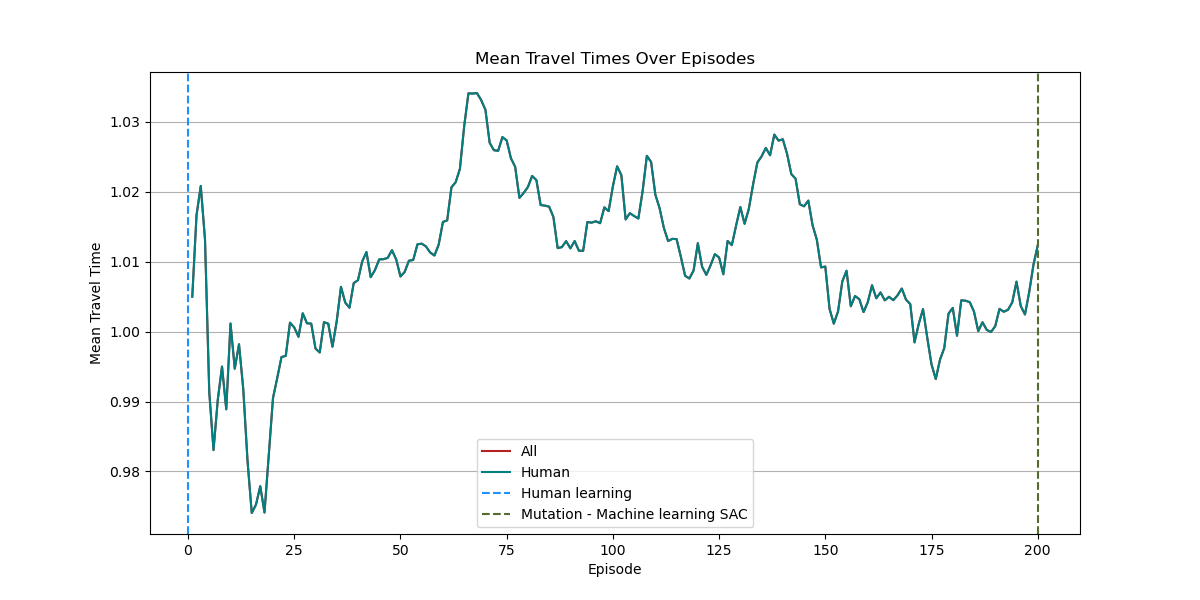 Mean Travel Times Over Episodes
Mean Travel Time
1.03
1.02
1.01
1.00
0.99
0.98
All
Human
Human learning
Mutation - Machine learning SAC
0 25 50 75 100 125 150 175 200
Episode